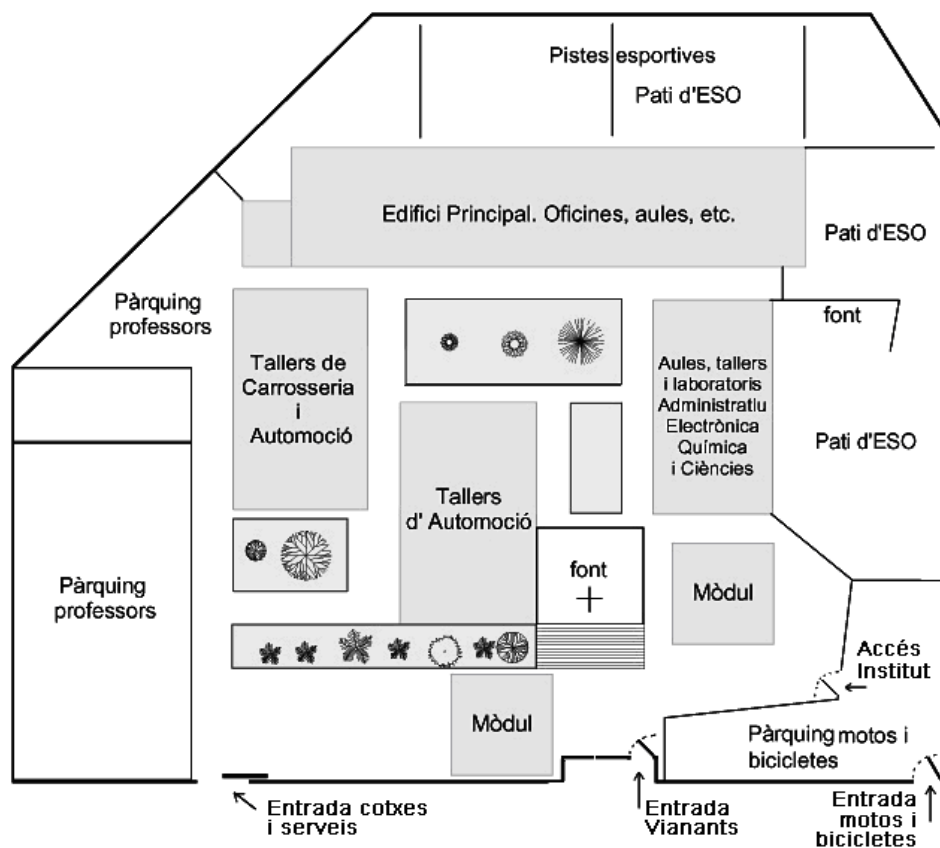 Pistes esportives
Pati d'ESO
Edifici Principal. Oficines, aules, etc.
Pati d'ESO
Pàrquing
professors
font
Tallers de
Carrosseria
i
Automoció
Aules, tallers
i laboratoris
Administratiu
Electrònica
Química
i Ciències
Pati d'ESO
Tallers
d' Automoció
Pàrquing
professors
font
Mòdul
Accés
Institut
Mòdul
Pàrquing motos i
bicicletes
Entrada cotxes
i serveis
Entrada
Vianants
Entrada
motos i
bicicletes